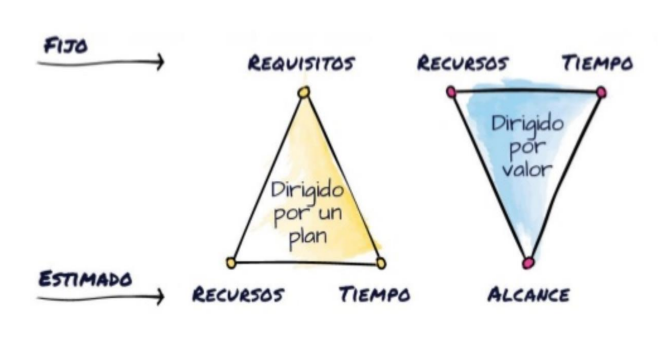 FIJO
REQUISITOS
RECURSOS TIEMPO
Dirigido
por
valor
Dirigido
por un
plan
ESTIMADO
RECURSOS TIEMPO
ALCANCE